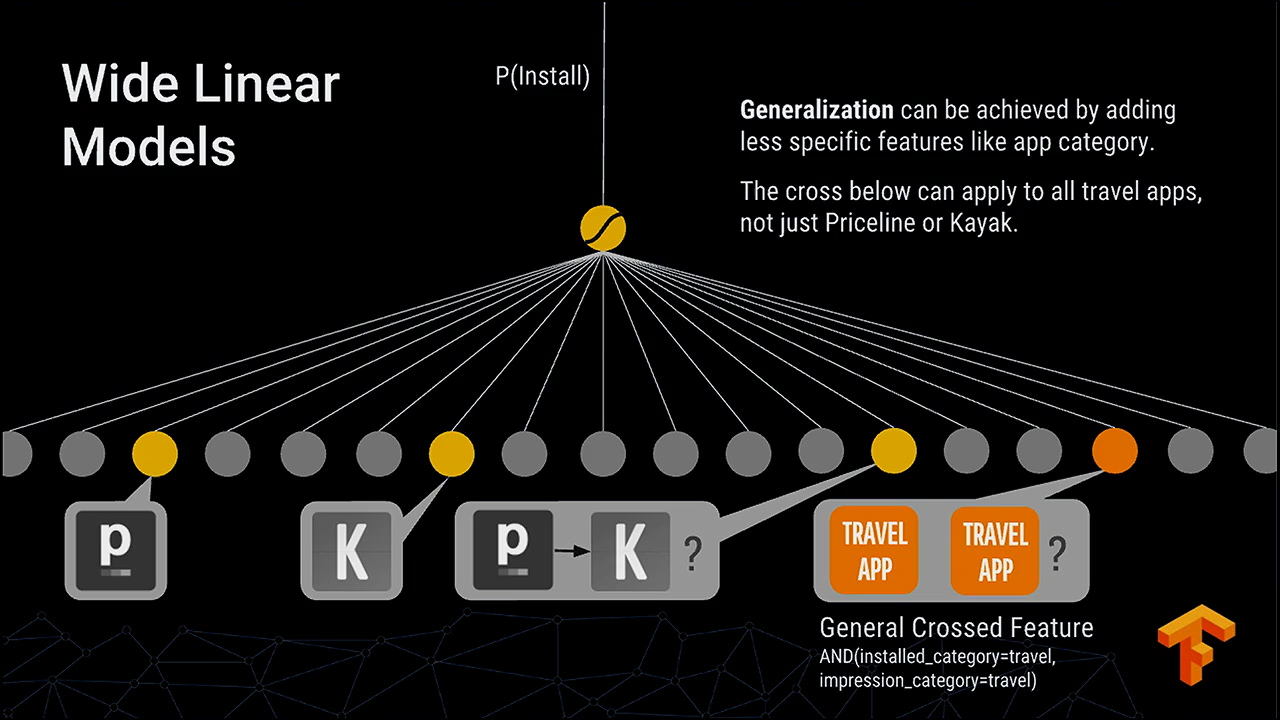 Wide Linear
Models
P(Install)
Generalization can be achieved by adding
less specific features like app category.
The cross below can apply to all travel apps,
not just Priceline or Kayak.
p
K
p K ?
TRAVEL
APP
TRAVEL
APP
?
General Crossed Feature
AND(installed_category=travel,
impression_category=travel)